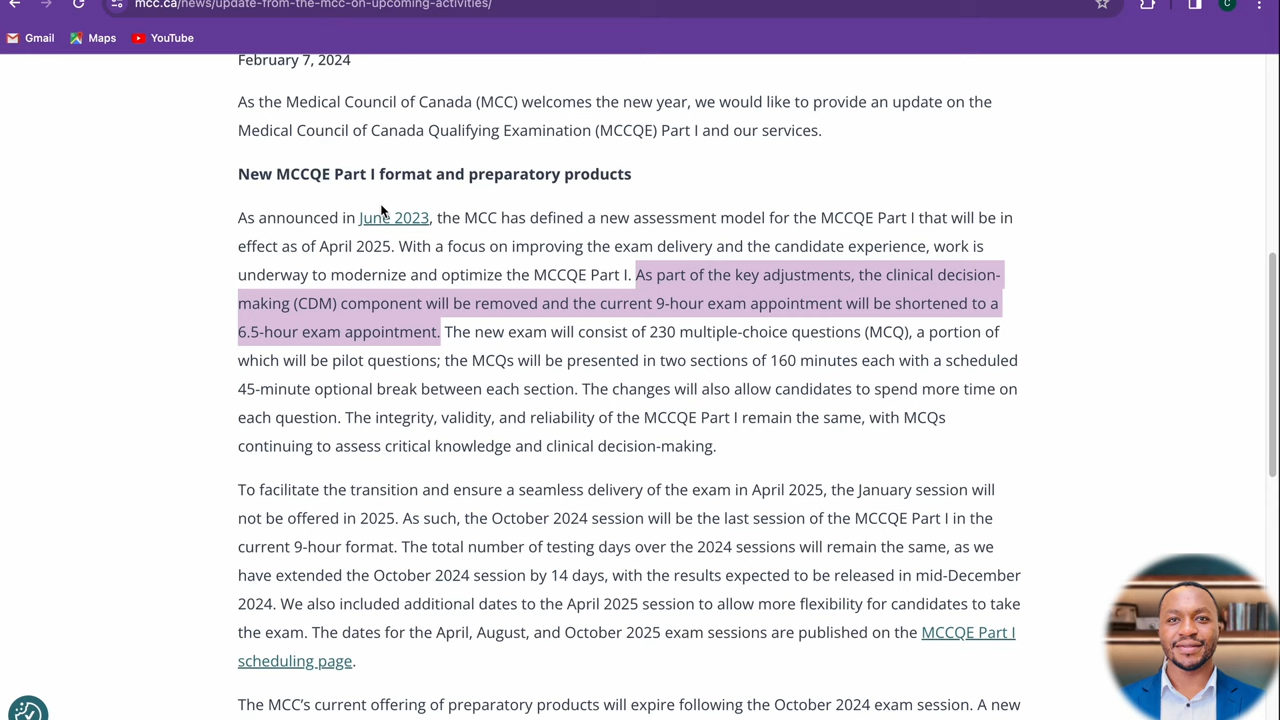 mcc.ca/news/update-from-the-mcc-on-upcoming-activities/
C
Gmail
Maps
YouTube
February 7, 2024
As the Medical Council of Canada (MCC) welcomes the new year, we would like to provide an update on the
Medical Council of Canada Qualifying Examination (MCCQE) Part I and our services.
New MCCQE Part I format and preparatory products
As announced in June 2023, the MCC has defined a new assessment model for the MCCQE Part I that will be in
effect as of April 2025. With a focus on improving the exam delivery and the candidate experience, work is
underway to modernize and optimize the MCCQE Part I. As part of the key adjustments, the clinical decision-
making (CDM) component will be removed and the current 9-hour exam appointment will be shortened to a
6.5-hour exam appointment. The new exam will consist of 230 multiple-choice questions (MCQ), a portion of
which will be pilot questions; the MCQs will be presented in two sections of 160 minutes each with a scheduled
45-minute optional break between each section. The changes will also allow candidates to spend more time on
each question. The integrity, validity, and reliability of the MCCQE Part I remain the same, with MCQs
continuing to assess critical knowledge and clinical decision-making.
To facilitate the transition and ensure a seamless delivery of the exam in April 2025, the January session will
not be offered in 2025. As such, the October 2024 session will be the last session of the MCCQE Part I in the
current 9-hour format. The total number of testing days over the 2024 sessions will remain the same, as we
have extended the October 2024 session by 14 days, with the results expected to be released in mid-December
2024. We also included additional dates to the April 2025 session to allow more flexibility for candidates to take
the exam. The dates for the April, August, and October 2025 exam sessions are published on the MCCQE Part I
scheduling page.
The MCC's current offering of preparatory products will expire following the October 2024 exam session. A new